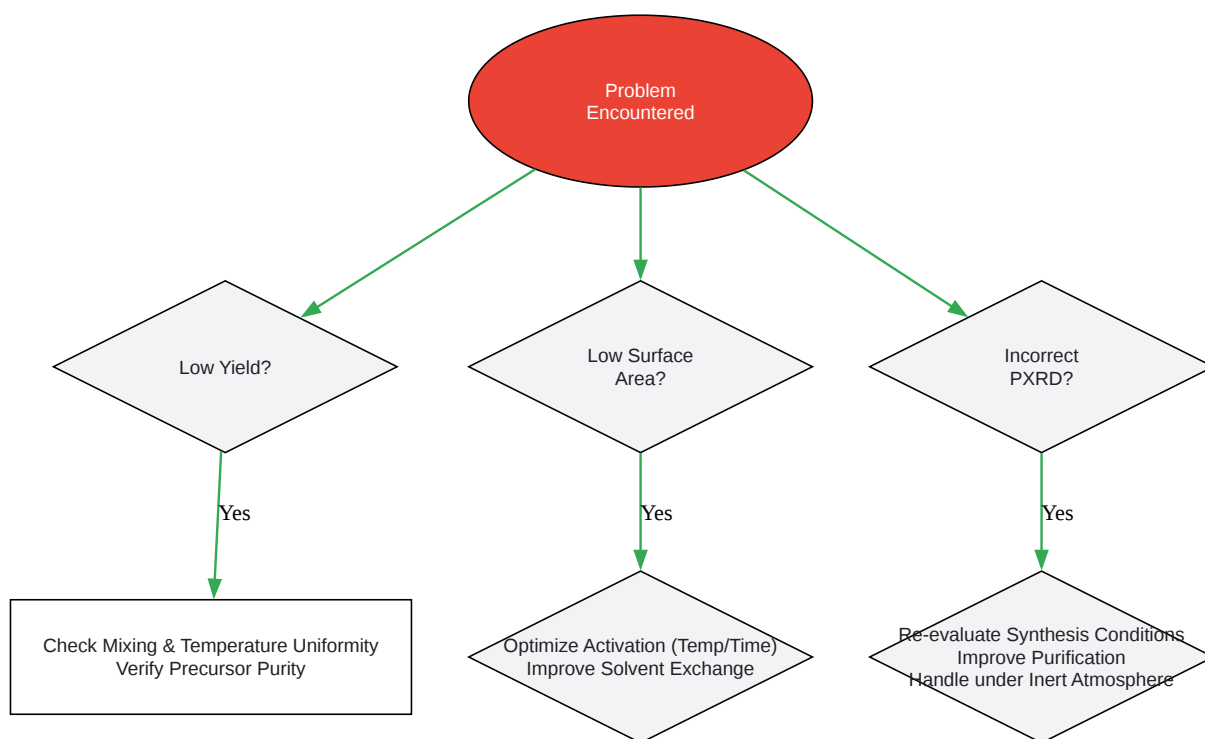 Problem
Encountered
Low Yield?
Low Surface
Area?
Incorrect
PXRD?
Yes
Yes
Yes
Check Mixing & Temperature Uniformity
Verify Precursor Purity
Optimize Activation (Temp/Time)
Improve Solvent Exchange
Re-evaluate Synthesis Conditions
Improve Purification
Handle under Inert Atmosphere